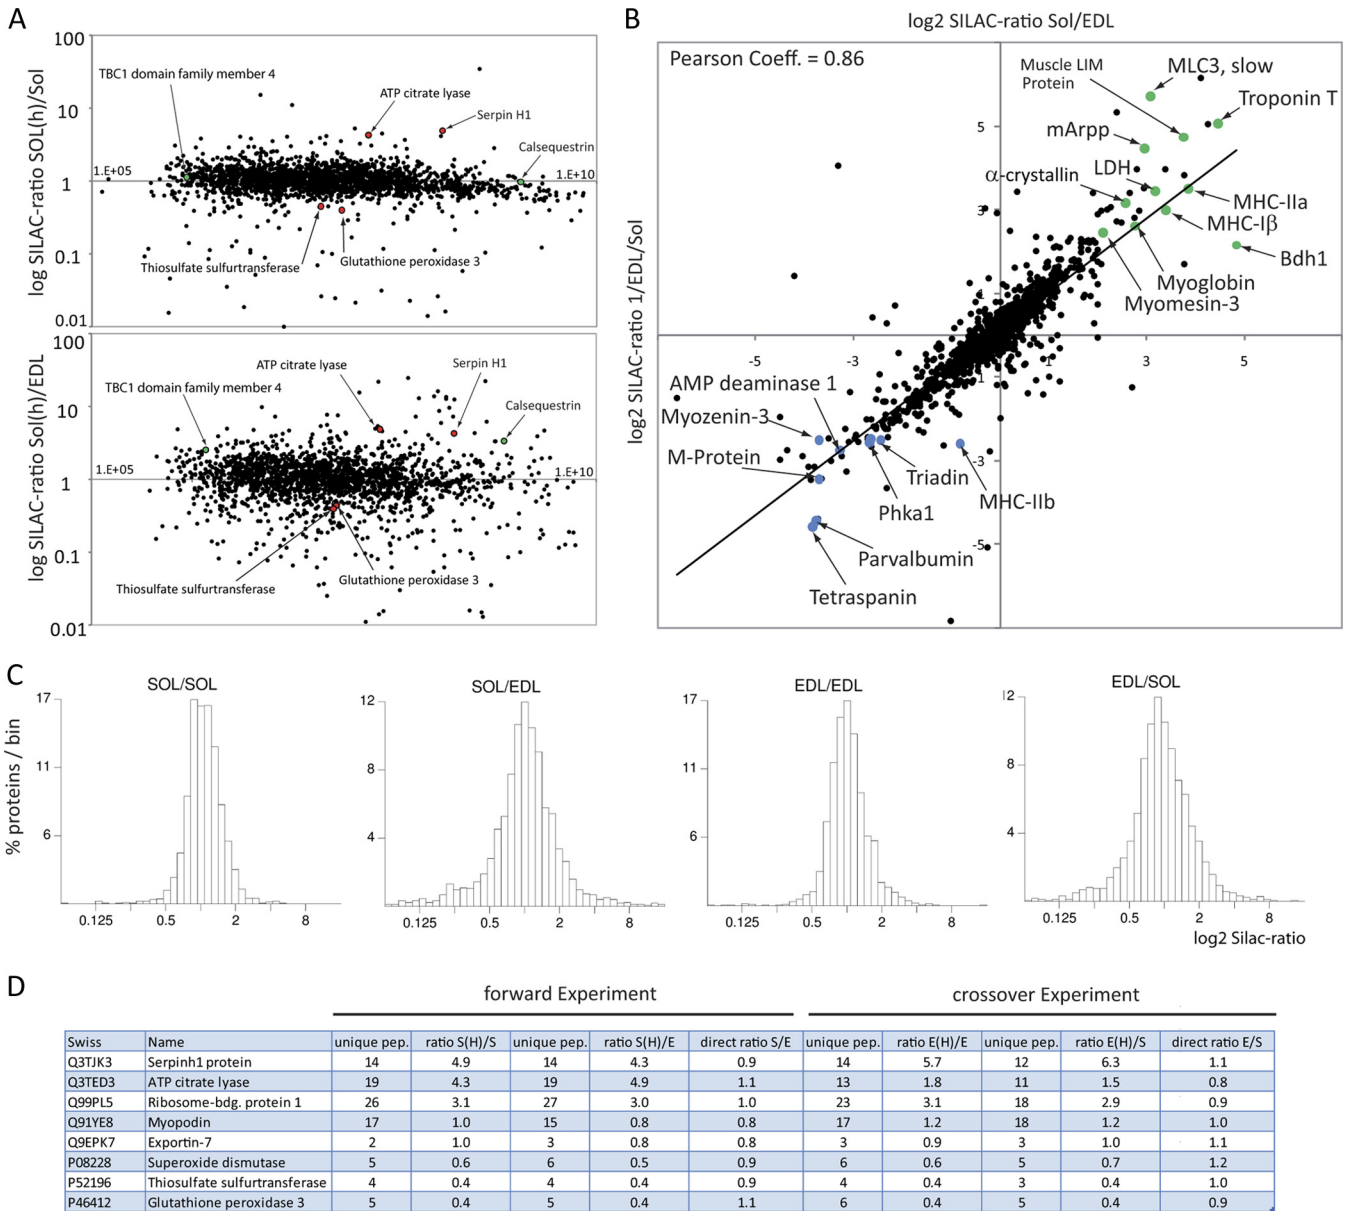 A
log SILAC-ratio SOL(h)/Sol
100
10
1
0.1
0.01
TBC1 domain family member 4
ATP citrate lyase
Serpin H1
Calsequestrin
1.E+05
1.E+10
Thiosulfate sulfurtransferase
Glutathione peroxidase 3
log SILAC-ratio Sol(h)/EDL
100
10
1
0.1
0.01
ATP citrate lyase
Serpin H1
TBC1 domain family member 4
Calsequestrin
1.E+05
1.E+10
Thiosulfate sulfurtransferase
Glutathione peroxidase 3
B
log2 SILAC-ratio Sol/EDL
log2 SILAC-ratio 1/EDL/Sol
Pearson Coeff. = 0.86
Muscle LIM
Protein
MLC3, slow
Troponin T
mArpp
LDH
α-crystallin
MHC-IIa
MHC-Iβ
Bdh1
Myoglobin
Myomesin-3
5
3
1
-5
-3
1
3
5
-1
-3
-5
AMP deaminase 1
Myozenin-3
M-Protein
Triadin
MHC-IIb
Phka1
Parvalbumin
Tetraspanin
C
% proteins / bin
SOL/SOL
17
11
6
0.125 0.5 2 8
SOL/EDL
12
8
4
0.125 0.5 2 8
EDL/EDL
17
11
6
0.125 0.5 2 8
EDL/SOL
12
8
4
0.125 0.5 2 8
log2 Silac-ratio
D
forward Experiment crossover Experiment
Swiss Name unique pep. ratio S(H)/S unique pep. ratio S(H)/E direct ratio S/E unique pep. ratio E(H)/E unique pep. ratio E(H)/S direct ratio E/S
Q3TJK3 Serpinh1 protein 14 4.9 14 4.3 0.9 14 5.7 12 6.3 1.1
Q3TED3 ATP citrate lyase 19 4.3 19 4.9 1.1 13 1.8 11 1.5 0.8
Q99PL5 Ribosome-bdg. protein 1 26 3.1 27 3.0 1.0 23 3.1 18 2.9 0.9
Q91YE8 Myopodin 17 1.0 15 0.8 0.8 17 1.2 18 1.2 1.0
Q9EPK7 Exportin-7 2 1.0 3 0.8 0.8 3 0.9 3 1.0 1.1
P08228 Superoxide dismutase 5 0.6 6 0.5 0.9 6 0.6 5 0.7 1.2
P52196 Thiosulfate sulfurtransferase 4 0.4 4 0.4 0.9 4 0.4 3 0.4 1.0
P46412 Glutathione peroxidase 3 5 0.4 5 0.4 1.1 6 0.4 5 0.4 0.9